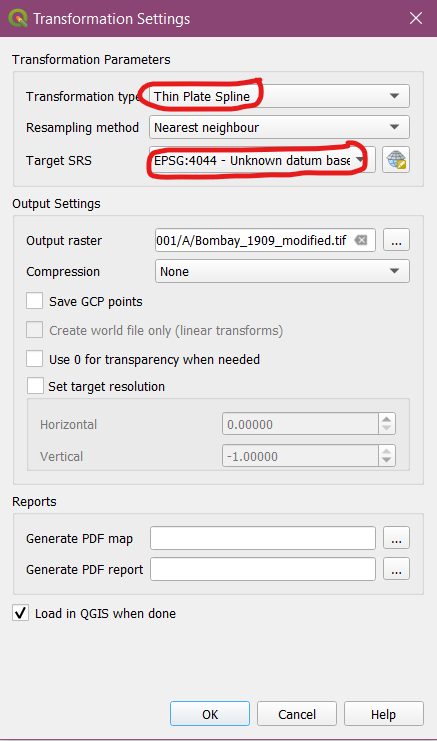 Transformation Settings
Transformation Parameters
Transformation type Thin Plate Spline
Resampling method Nearest neighbour
Target SRS EPSG:4044 - Unknown datum base
Output Settings
Output raster 001/A/Bombay_1909_modified.tif ...
Compression None
Save GCP points
Create world file only (linear transforms)
Use 0 for transparency when needed
Set target resolution
Horizontal 0.00000
Vertical -1.00000
Reports
Generate PDF map ...
Generate PDF report ...
Load in QGIS when done
OK Cancel Help